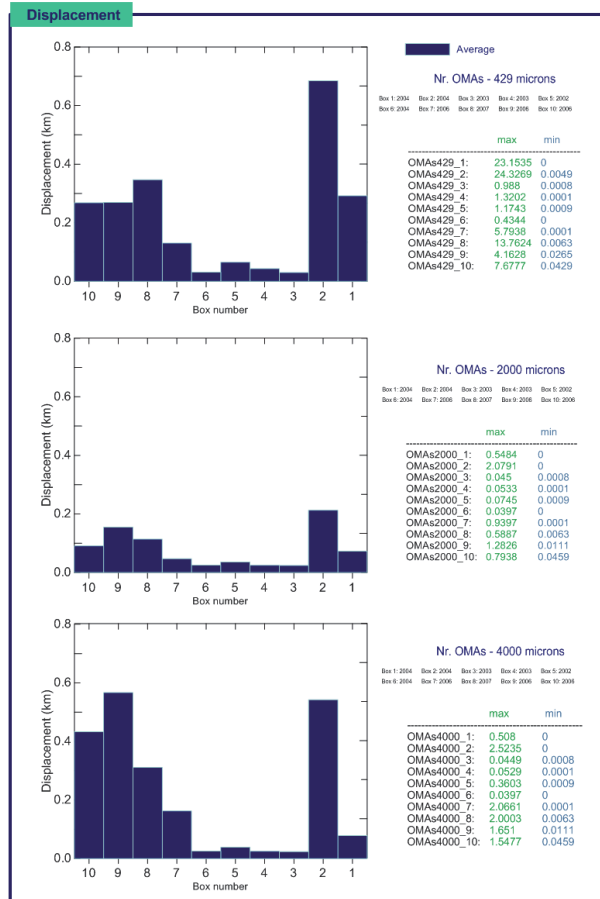 Displacement
0.8
0.6
0.4
0.2
0.0
Displacement (km)
10 9 8 7 6 5 4 3 2 1
Box number
Average
Nr. OMAs - 429 microns
Box 1: 2004 Box 2: 2004 Box 3: 2003 Box 4: 2003 Box 5: 2002
Box 6: 2004 Box 7: 2006 Box 8: 2007 Box 9: 2006 Box 10: 2006
max min
OMAs429_1: 23.1535 0
OMAs429_2: 24.3269 0.0049
OMAs429_3: 0.988 0.0008
OMAs429_4: 1.3202 0.0001
OMAs429_5: 1.1743 0.0009
OMAs429_6: 0.4344 0
OMAs429_7: 5.7938 0.0001
OMAs429_8: 13.7624 0.0063
OMAs429_9: 4.1628 0.0265
OMAs429_10: 7.6777 0.0429
0.8
0.6
0.4
0.2
0.0
Displacement (km)
10 9 8 7 6 5 4 3 2 1
Box number
Nr. OMAs - 2000 microns
Box 1: 2004 Box 2: 2004 Box 3: 2003 Box 4: 2003 Box 5: 2002
Box 6: 2004 Box 7: 2006 Box 8: 2007 Box 9: 2006 Box 10: 2006
max min
OMAs2000_1: 0.5484 0
OMAs2000_2: 2.0791 0
OMAs2000_3: 0.045 0.0008
OMAs2000_4: 0.0533 0.0001
OMAs2000_5: 0.0745 0.0009
OMAs2000_6: 0.0397 0
OMAs2000_7: 0.9397 0.0001
OMAs2000_8: 0.5887 0.0063
OMAs2000_9: 1.2826 0.0111
OMAs2000_10: 0.7938 0.0459
0.8
0.6
0.4
0.2
0.0
Displacement (km)
10 9 8 7 6 5 4 3 2 1
Box number
Nr. OMAs - 4000 microns
Box 1: 2004 Box 2: 2004 Box 3: 2003 Box 4: 2003 Box 5: 2002
Box 6: 2004 Box 7: 2006 Box 8: 2007 Box 9: 2006 Box 10: 2006
max min
OMAs4000_1: 0.508 0
OMAs4000_2: 2.5235 0
OMAs4000_3: 0.0449 0.0008
OMAs4000_4: 0.0529 0.0001
OMAs4000_5: 0.3603 0.0009
OMAs4000_6: 0.0397 0
OMAs4000_7: 2.0661 0.0001
OMAs4000_8: 2.0003 0.0063
OMAs4000_9: 1.651 0.0111
OMAs4000_10: 1.5477 0.0459